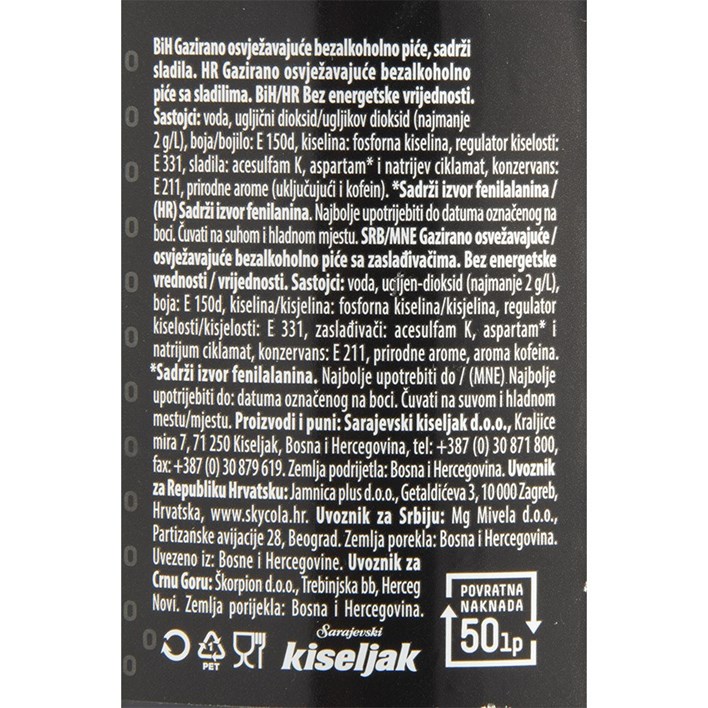 BiH Gazirano osvježavajuće bezalkoholno piće, sadrži
sladila. HR Gazirano osvježavajuće bezalkoholno
piće sa sladilima. BiH/HR Bez energetske vrijednosti.
Sastojci: voda, ugljični dioksid/ugljikov dioksid (najmanje
2 g/L), boja/bojilo: E 150d, kiselina: fosforna kiselina, regulator kiselosti:
E 331, sladila: acesulfam K, aspartam* i natrijev ciklamat, konzervans:
E 211, prirodne arome (uključujući i kofein). *Sadrži izvor fenilalanina /
(HR) Sadrži izvor fenilanina. Najbolje upotrijebiti do datuma označenog na
boci. Čuvati na suhom i hladnom mjestu. SRB/MNE Gazirano osvežavajuće /
osvježavajuće bezalkoholno piće sa zaslađivačima. Bez energetske
vrednosti / vrijednosti. Sastojci: voda, ugljen-dioksid (najmanje 2 g/L),
boja: E 150d, kiselina/kisjelina: fosforna kiselina/kisjelina, regulator
kiselosti/kisjelosti: E 331, zaslađivači: acesulfam K, aspartam* i
natrijum ciklamat, konzervans: E 211, prirodne arome, aroma kofeina.
*Sadrži izvor fenilalanina. Najbolje upotrebiti do / (MNE) Najbolje
upotrijebiti do: datuma označenog na boci. Čuvati na suvom i hladnom
mestu/mjestu. Proizvodi i puni: Sarajevski kiseljak d.o.o., Kraljice
mira 7, 71 250 Kiseljak, Bosna i Hercegovina, tel: +387 (0) 30 871 800,
fax: +387 (0) 30 879 619. Zemlja podrijetla: Bosna i Hercegovina. Uvoznik
za Republiku Hrvatsku: Jamnica plus d.o.o., Getaldićeva 3, 10 000 Zagreb,
Hrvatska, www.skycola.hr. Uvoznik za Srbiju: Mg Mivela d.o.o.,
Partizanske avijacije 28, Beograd. Zemlja porekla: Bosna i Hercegovina.
Uvezeno iz: Bosne i Hercegovine. Uvoznik za
Crnu Goru: Škorpion d.o.o., Trebinjska bb, Herceg
Novi. Zemlja porijekla: Bosna i Hercegovina.
POVRATNA
NAKNADA
50lp
1
PET
Sarajevski
kiseljak